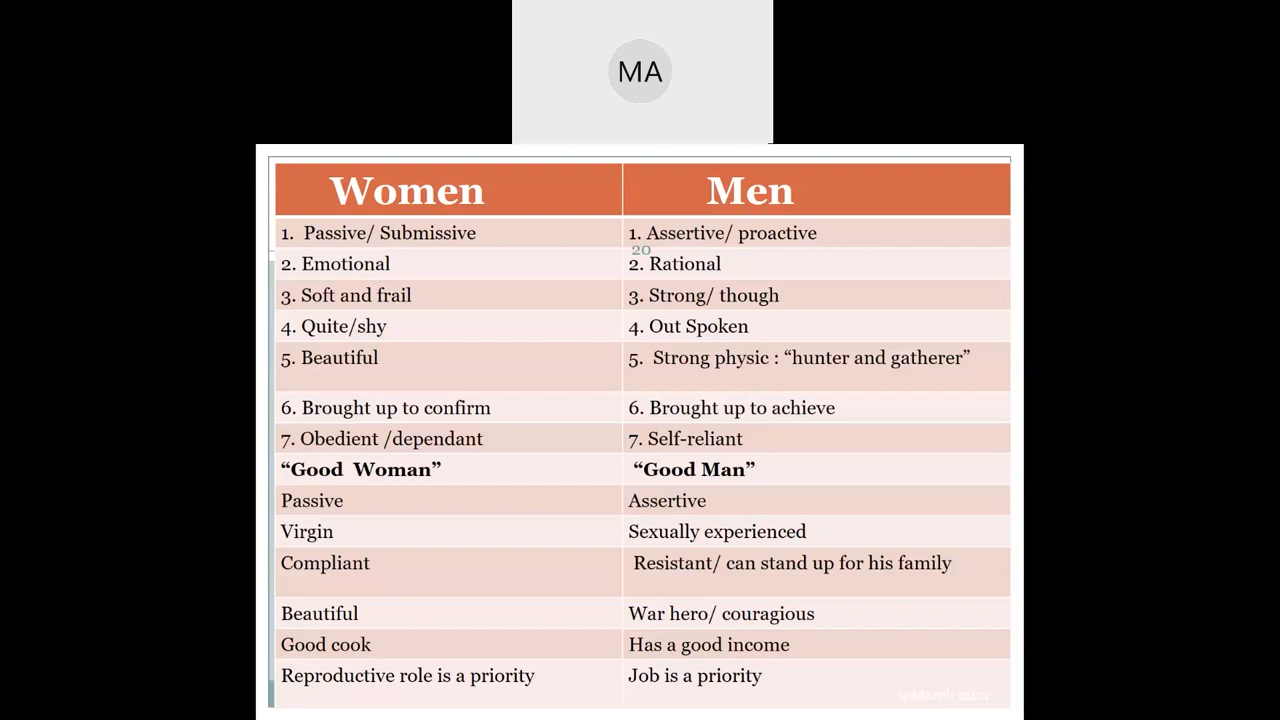 MA
Women Men
1. Passive/ Submissive 1. Assertive/ proactive
20
2. Emotional 2. Rational
3. Soft and frail 3. Strong/ though
4. Quite/shy 4. Out Spoken
5. Beautiful 5. Strong physic : “hunter and gatherer”
6. Brought up to confirm 6. Brought up to achieve
7. Obedient /dependant 7. Self-reliant
“Good Woman” “Good Man”
Passive Assertive
Virgin Sexually experienced
Compliant Resistant/ can stand up for his family
Beautiful War hero/ couragious
Good cook Has a good income
Reproductive role is a priority Job is a priority
March 2021